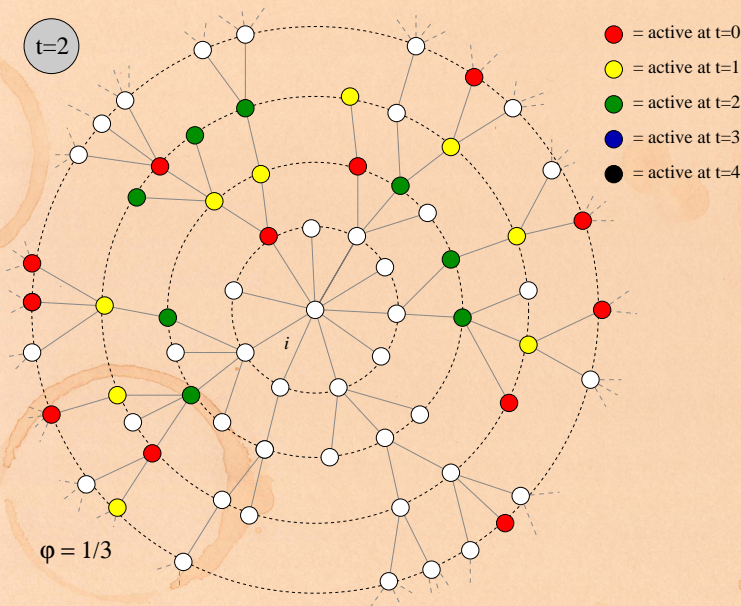 t=2
= active at t=0
= active at t=1
= active at t=2
= active at t=3
= active at t=4
i
φ = 1/3